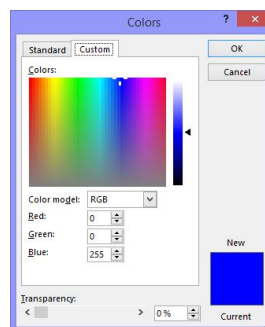 Colors
?
×
Standard
Custom
OK
Cancel
Colors:
Color model:
RGB
Red:
0
Green:
0
Blue:
255
New
Transparency:
0 %
Current